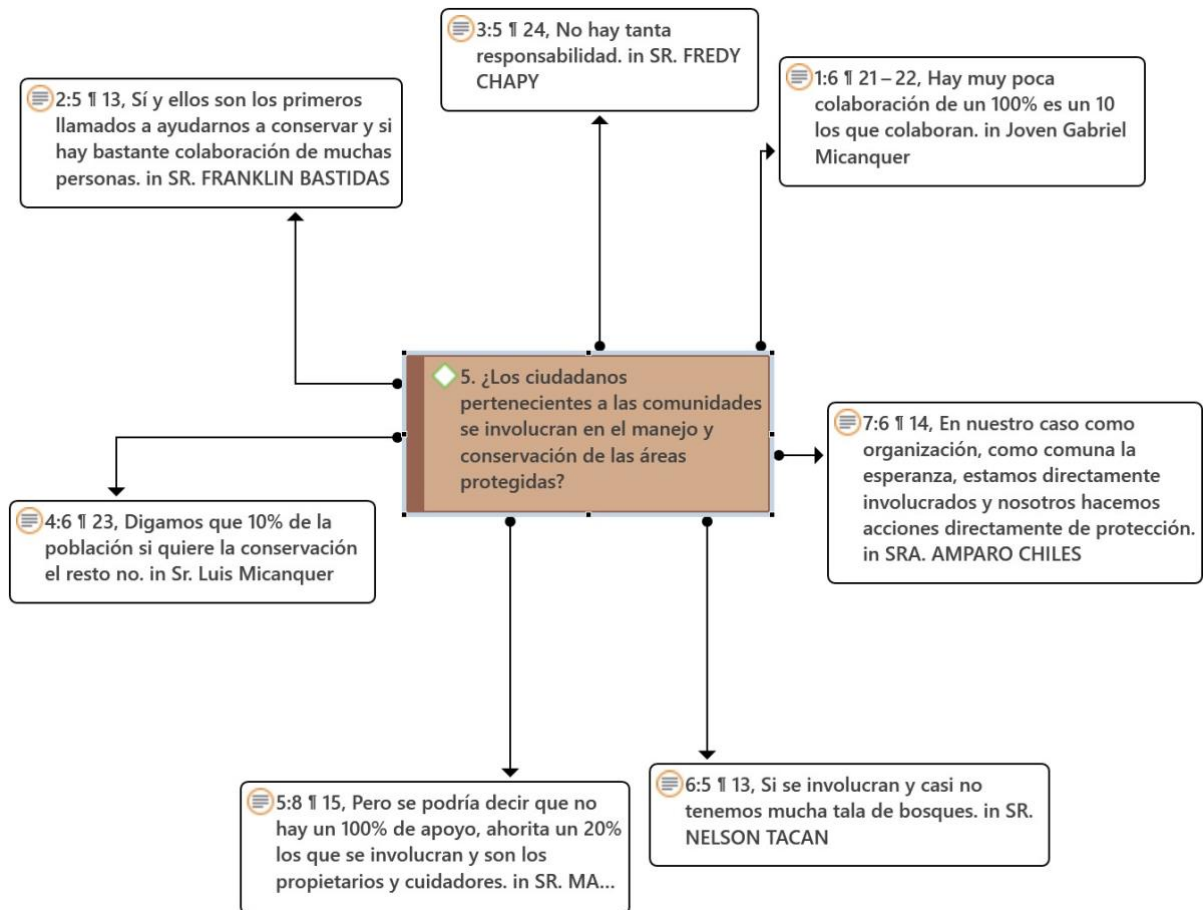 3:5 ¶ 24, No hay tanta
responsabilidad. in SR. FREDY
CHAPY
2:5 ¶ 13, Sí y ellos son los primeros
llamados a ayudarnos a conservar y si
hay bastante colaboración de muchas
personas. in SR. FRANKLIN BASTIDAS
1:6 ¶ 21 – 22, Hay muy poca
colaboración de un 100% es un 10
los que colaboran. in Joven Gabriel
Micanquer
5. ¿Los ciudadanos
pertenecientes a las comunidades
se involucran en el manejo y
conservación de las áreas
protegidas?
7:6 ¶ 14, En nuestro caso como
organización, como comuna la
esperanza, estamos directamente
involucrados y nosotros hacemos
acciones directamente de protección.
in SRA. AMPARO CHILES
4:6 ¶ 23, Digamos que 10% de la
población si quiere la conservación
el resto no. in Sr. Luis Micanquer
5:8 ¶ 15, Pero se podría decir que no
hay un 100% de apoyo, ahorita un 20%
los que se involucran y son los
propietarios y cuidadores. in SR. MA...
6:5 ¶ 13, Si se involucran y casi no
tenemos mucha tala de bosques. in SR.
NELSON TACAN